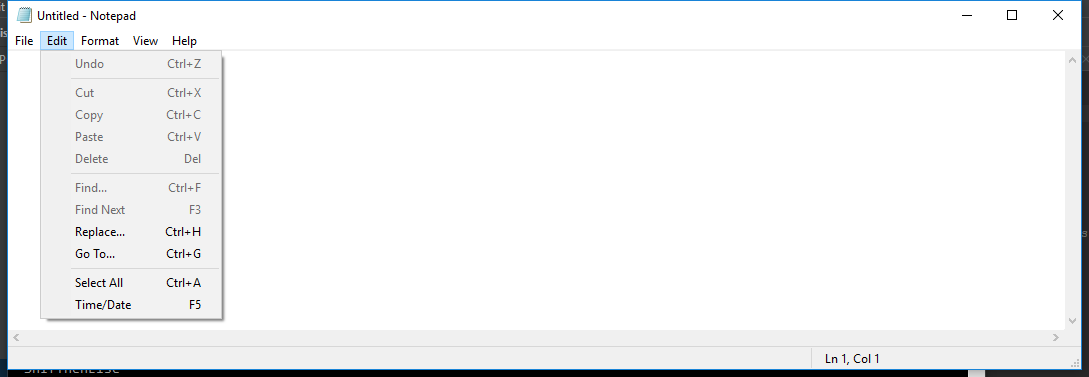 Untitled - Notepad
File Edit Format View Help
Undo Ctrl+Z
Cut Ctrl+X
Copy Ctrl+C
Paste Ctrl+V
Delete Del
Find... Ctrl+F
Find Next F3
Replace... Ctrl+H
Go To... Ctrl+G
Select All Ctrl+A
Time/Date F5
Ln 1, Col 1